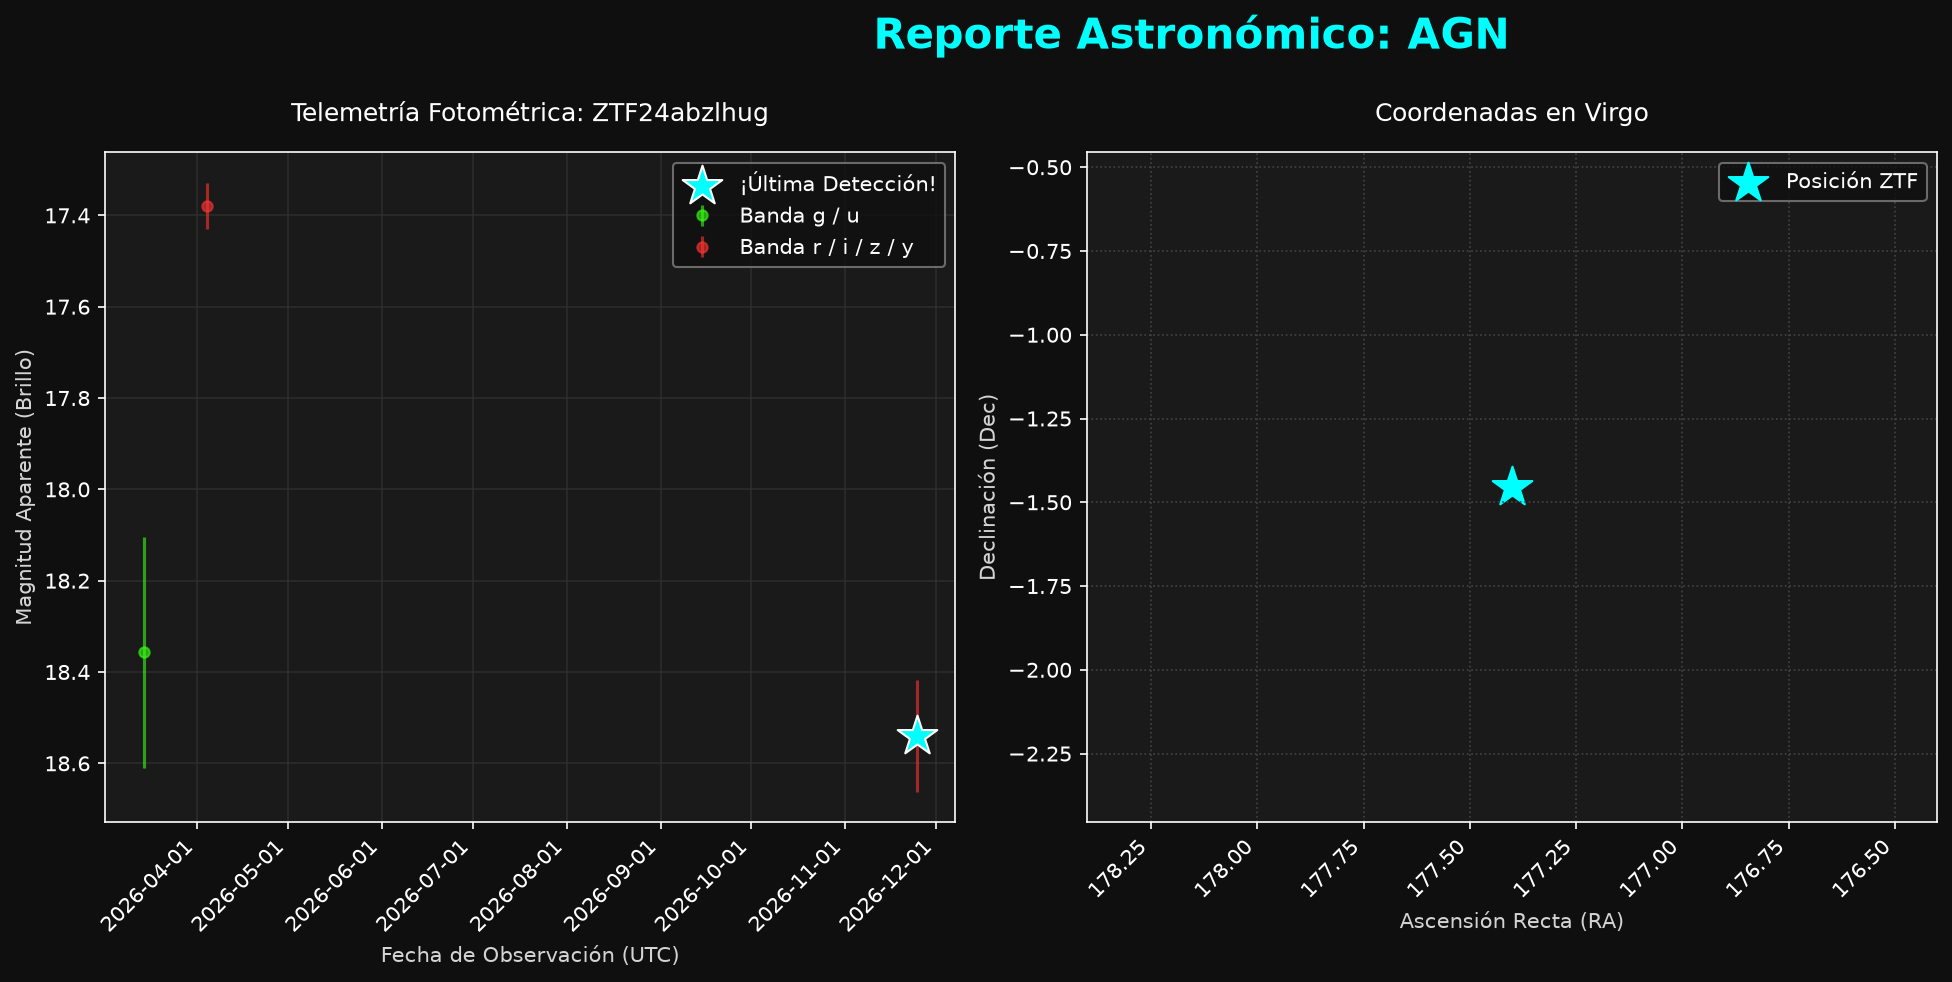 Reporte Astronómico: AGN
Telemetría Fotométrica: ZTF24abzlhug
¡Última Detección!
Banda g / u
Banda r / i / z / y
Magnitud Aparente (Brillo)
17.4
17.6
17.8
18.0
18.2
18.4
18.6
2026-04-01
2026-05-01
2026-06-01
2026-07-01
2026-08-01
2026-09-01
2026-10-01
2026-11-01
2026-12-01
Fecha de Observación (UTC)
Coordenadas en Virgo
Posición ZTF
Declinación (Dec)
−0.50
−0.75
−1.00
−1.25
−1.50
−1.75
−2.00
−2.25
178.25
178.00
177.75
177.50
177.25
177.00
176.75
176.50
Ascensión Recta (RA)